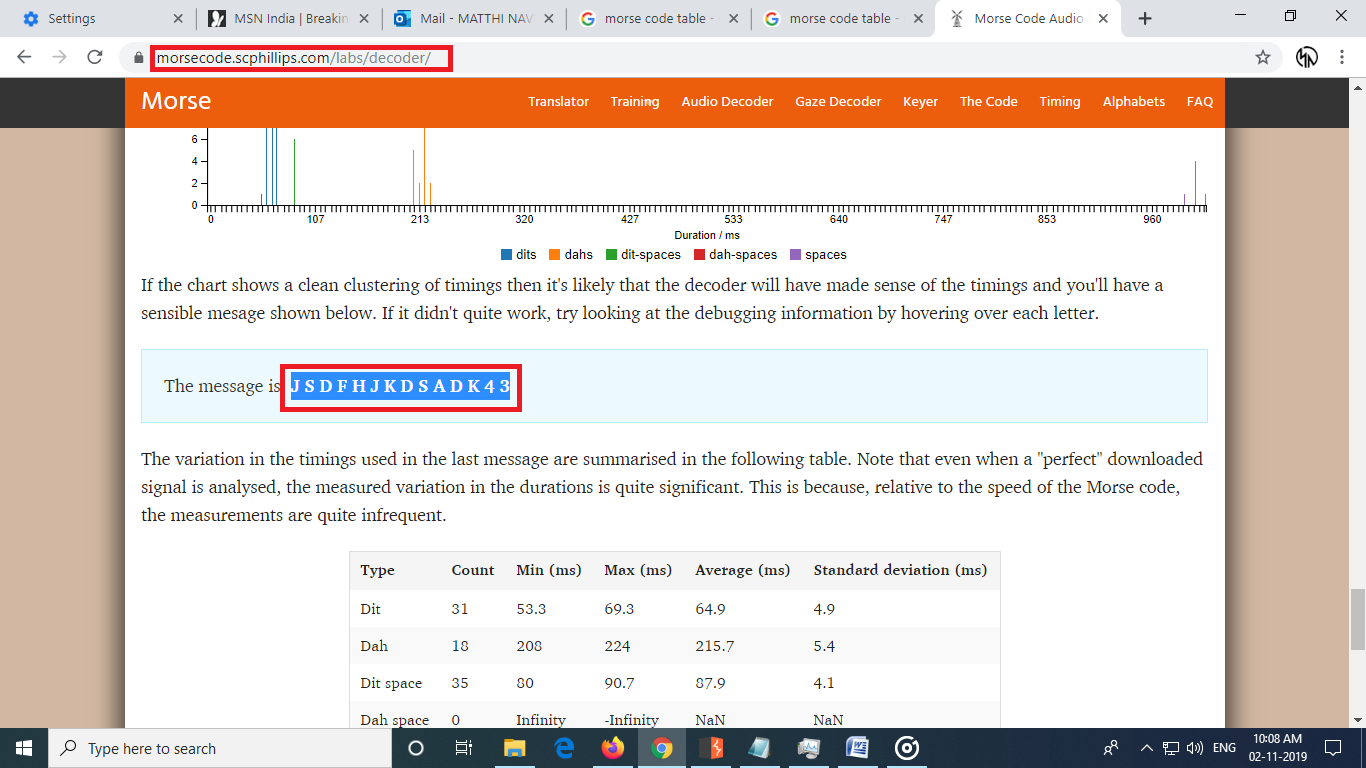 Settings
MSN India | Breakin
Mail - MATTHI NAV
morse code table -
morse code table -
Morse Code Audio
morsecode.scphillips.com/labs/decoder/
Morse
Translator Training Audio Decoder Gaze Decoder Keyer The Code Timing Alphabets FAQ
6
4
2
0
0 107 213 320 427 533 640 747 853 960
Duration / ms
dits dahs dit-spaces dah-spaces spaces
If the chart shows a clean clustering of timings then it's likely that the decoder will have made sense of the timings and you'll have a
sensible mesage shown below. If it didn't quite work, try looking at the debugging information by hovering over each letter.
The message is J S D F H J K D S A D K 4 3
The variation in the timings used in the last message are summarised in the following table. Note that even when a "perfect" downloaded
signal is analysed, the measured variation in the durations is quite significant. This is because, relative to the speed of the Morse code,
the measurements are quite infrequent.
Type Count Min (ms) Max (ms) Average (ms) Standard deviation (ms)
Dit 31 53.3 69.3 64.9 4.9
Dah 18 208 224 215.7 5.4
Dit space 35 80 90.7 87.9 4.1
Dah space 0 Infinity -Infinity NaN NaN
Type here to search
ENG
10:08 AM
02-11-2019